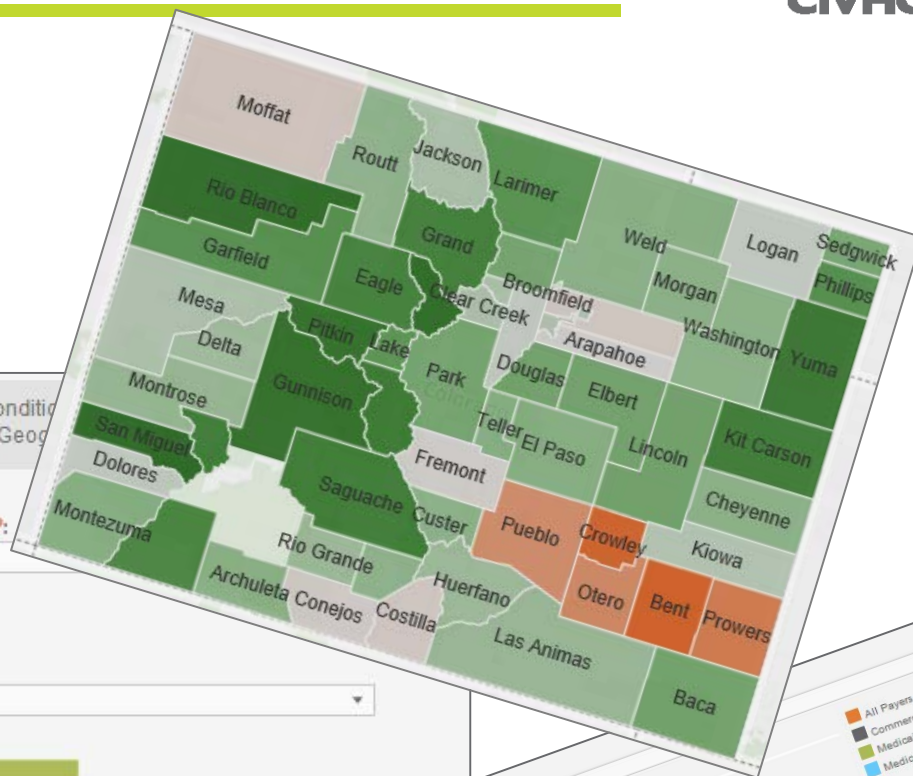 CIVHC
Moffat
Routt
Jackson
Larimer
Rio Blanco
Grand
Weld
Logan
Sedgwick
Garfield
Eagle
Clear Creek
Broomfield
Morgan
Phillips
Mesa
Pitkin
Lake
Arapahoe
Washington
Yuma
Delta
Park
Douglas
Elbert
Montrose
Gunnison
Teller
El Paso
Lincoln
Kit Carson
San Miguel
Dolores
Fremont
Cheyenne
Saguache
Custer
Pueblo
Crowley
Kiowa
Montezuma
Rio Grande
Otero
Bent
Prowers
Archuleta
Conejos
Costilla
Huerfano
Las Animas
Baca
All Payers